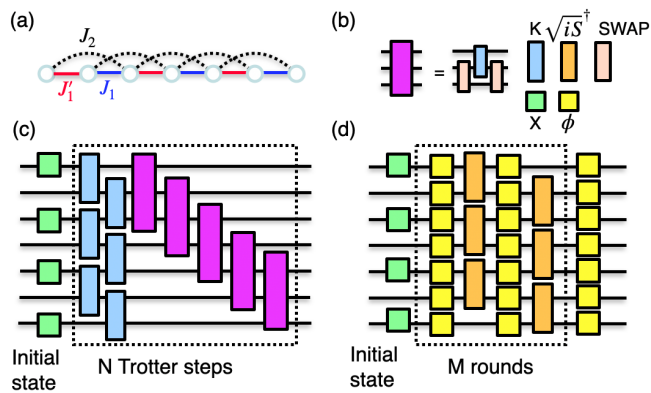 (a)
J₂
J₁′
J₁
(b)
=
K
√iS†
SWAP
X
ϕ
(c)
Initial
state
N Trotter steps
(d)
Initial
state
M rounds